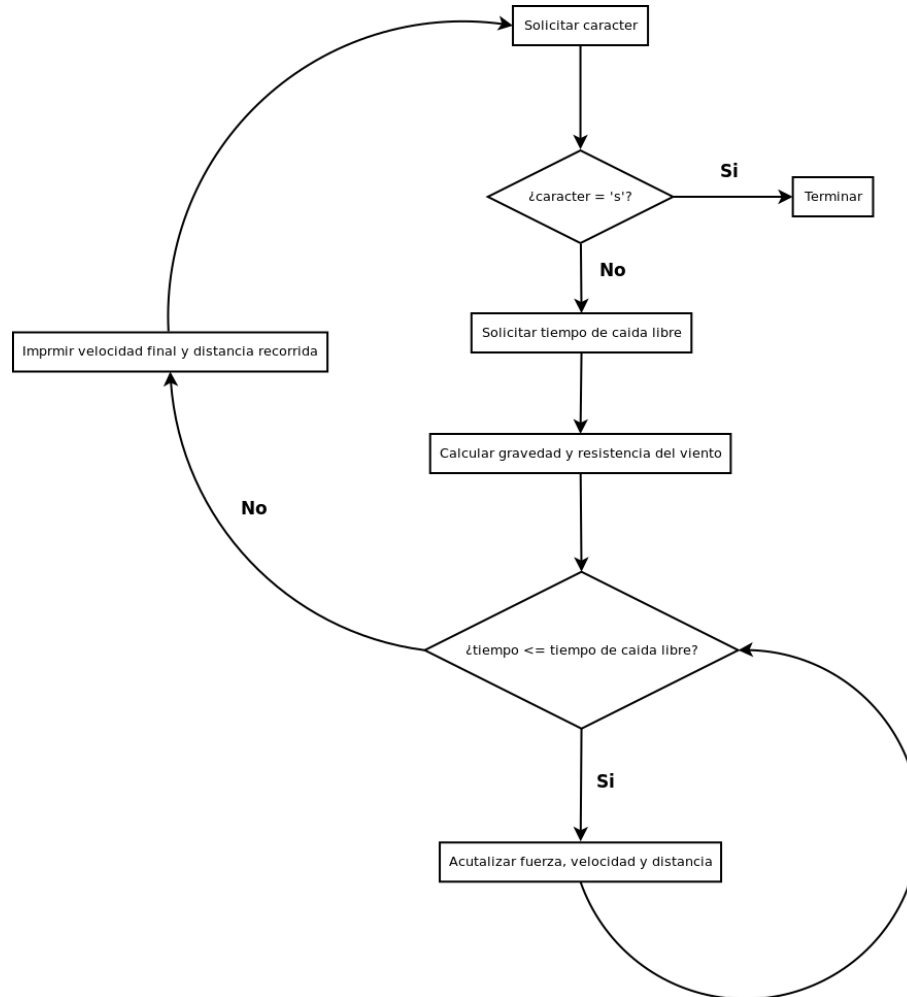 Solicitar caracter
¿caracter = 's'?
Si
Terminar
No
Solicitar tiempo de caida libre
Imprmir velocidad final y distancia recorrida
Calcular gravedad y resistencia del viento
No
¿tiempo <= tiempo de caida libre?
Si
Acutalizar fuerza, velocidad y distancia